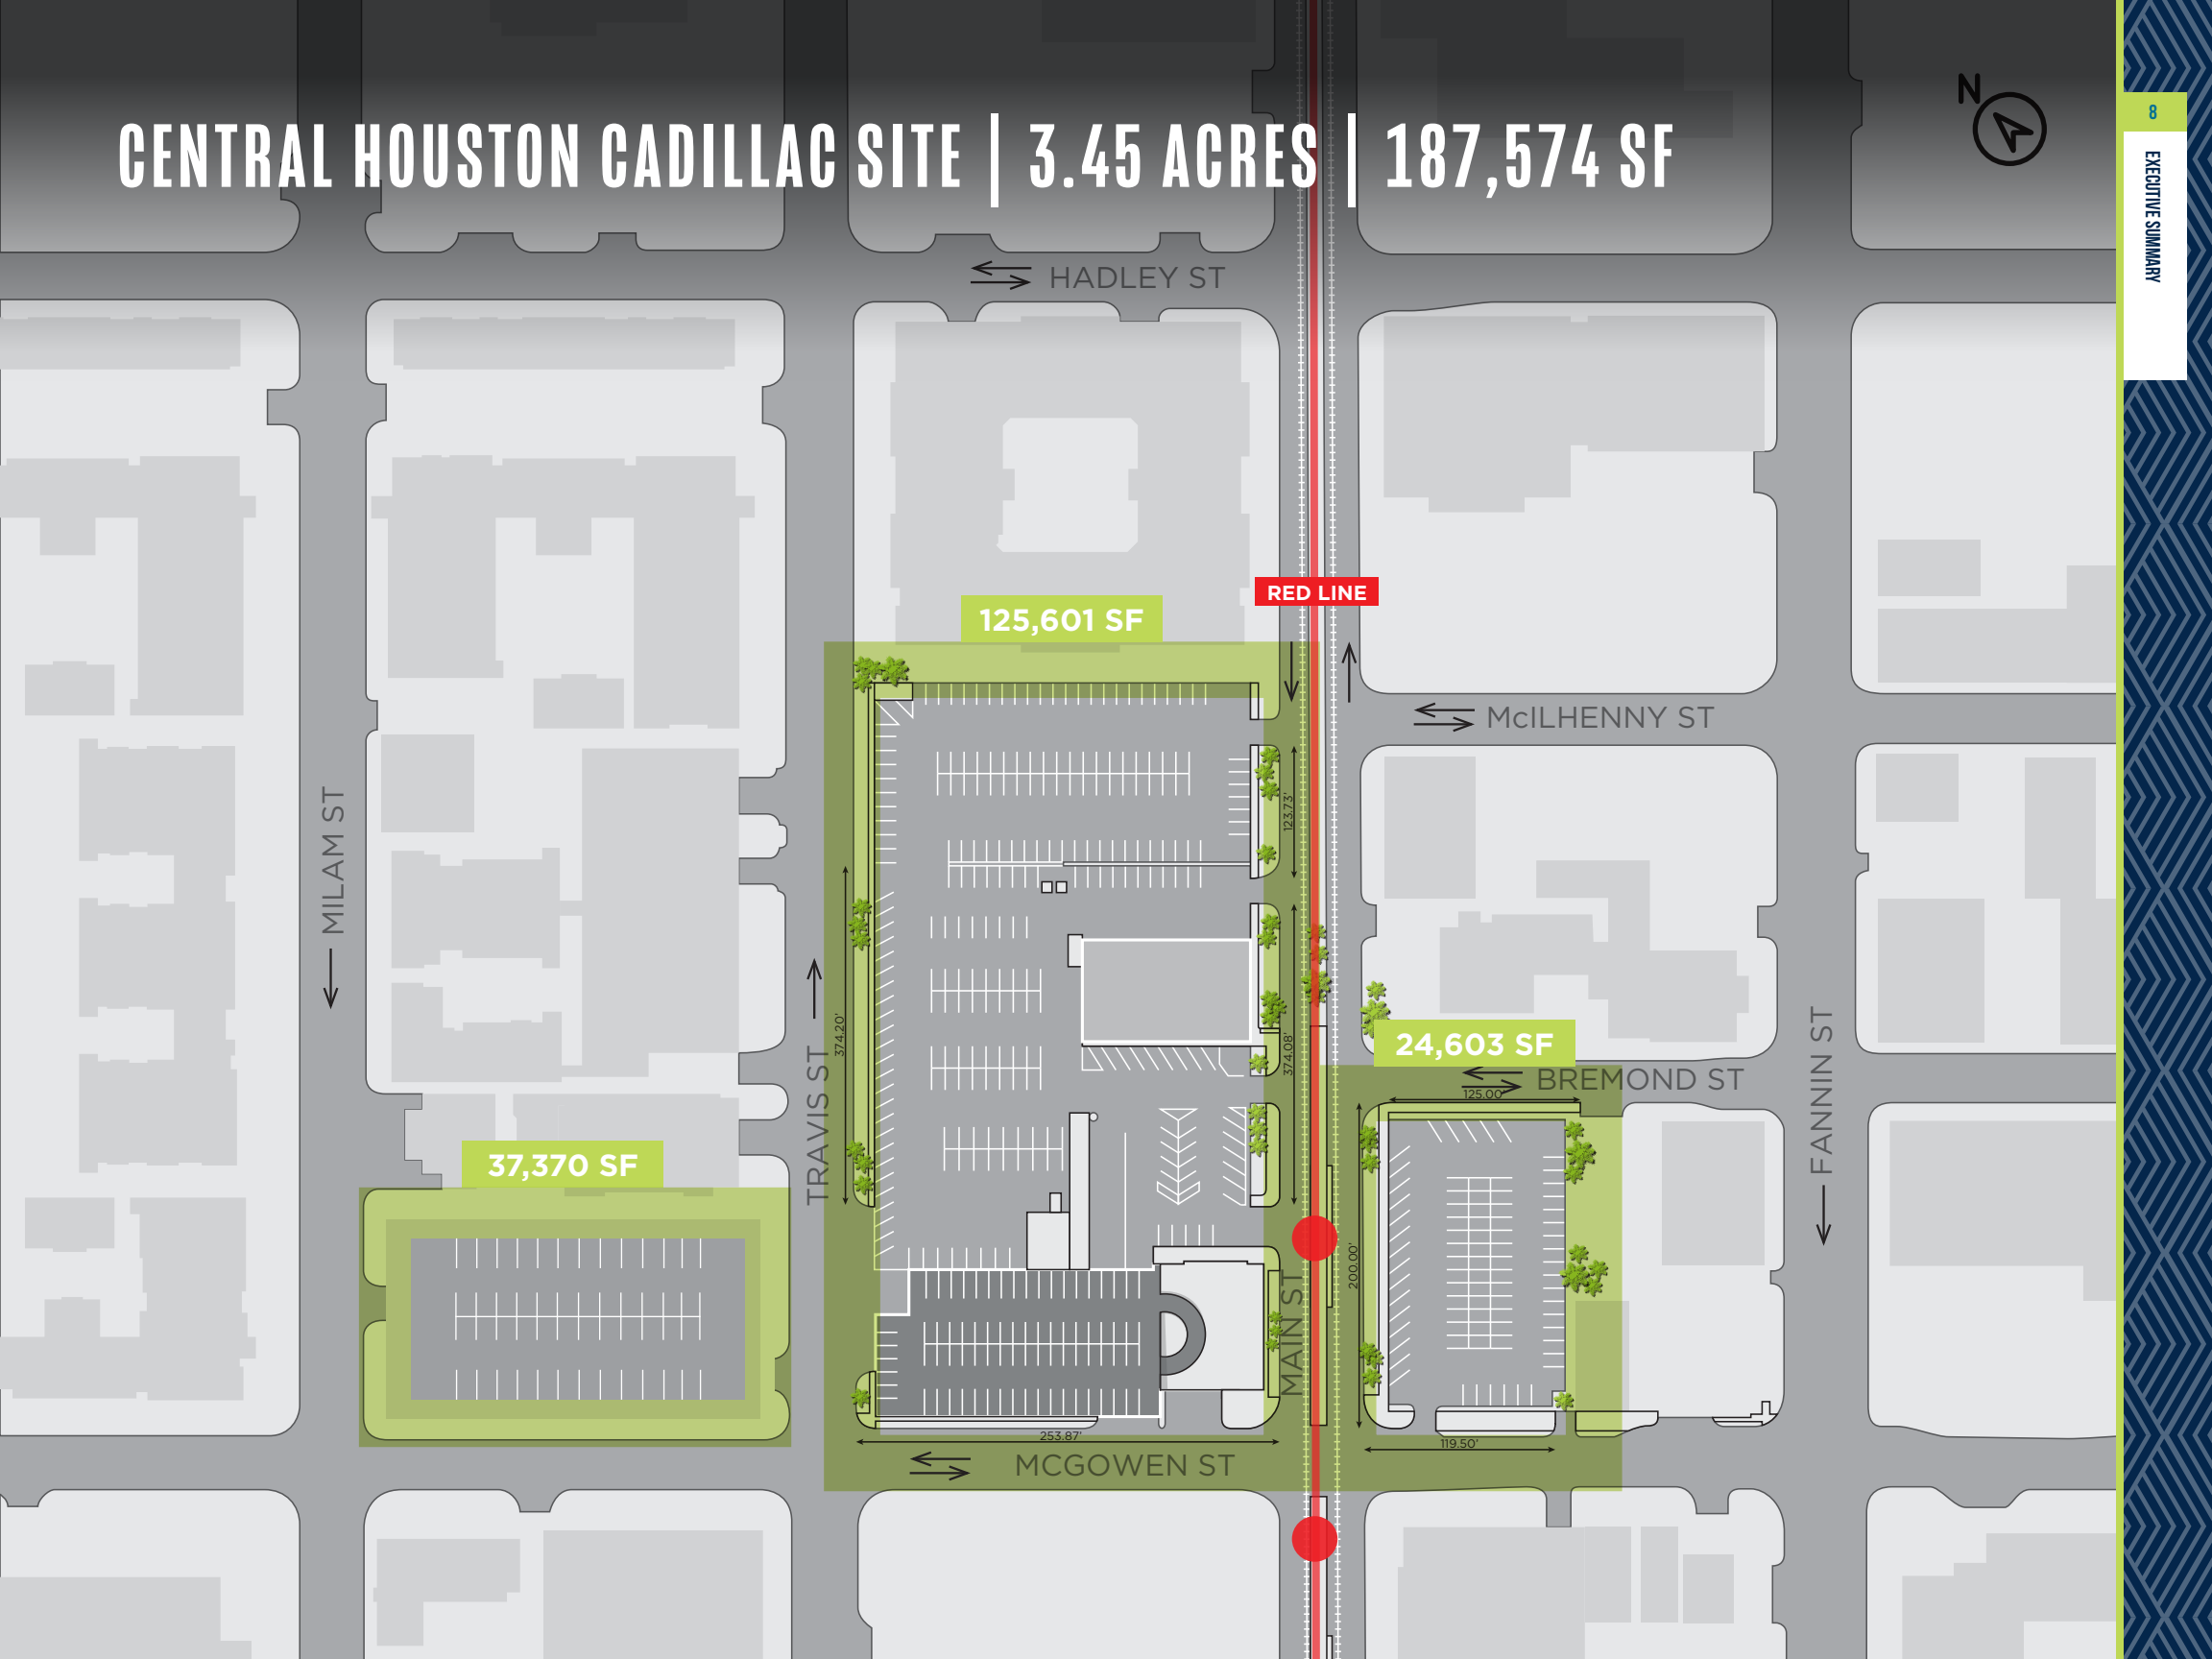 CENTRAL HOUSTON CADILLAC SITE | 3.45 ACRES | 187,574 SF
N
8
EXECUTIVE SUMMARY
HADLEY ST
RED LINE
125,601 SF
McILHENNY ST
123.73'
MILAM ST
374.20'
TRAVIS ST
374.08'
24,603 SF
BREMOND ST
125.00'
FANNIN ST
37,370 SF
200.00'
MAIN ST
253.87'
119.50'
MCGOWEN ST